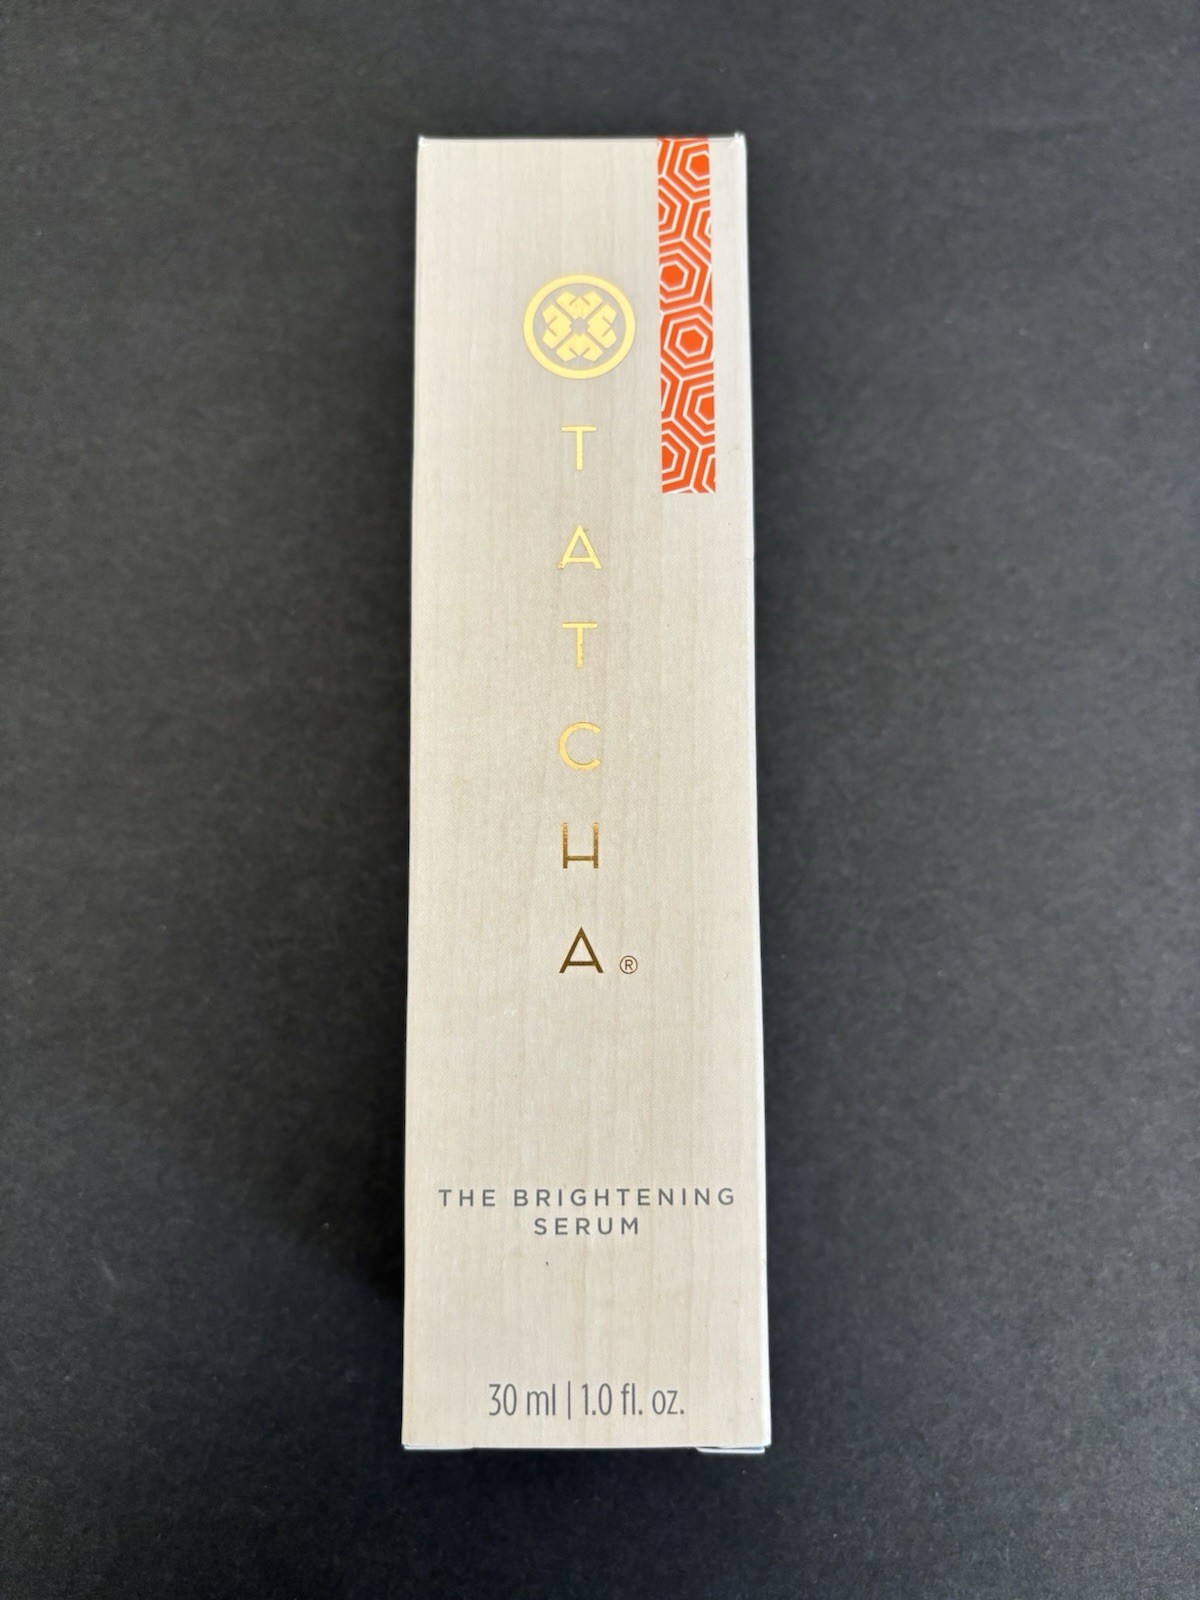 TATCHA®
THE BRIGHTENING
SERUM
30 ml | 1.0 fl. oz.